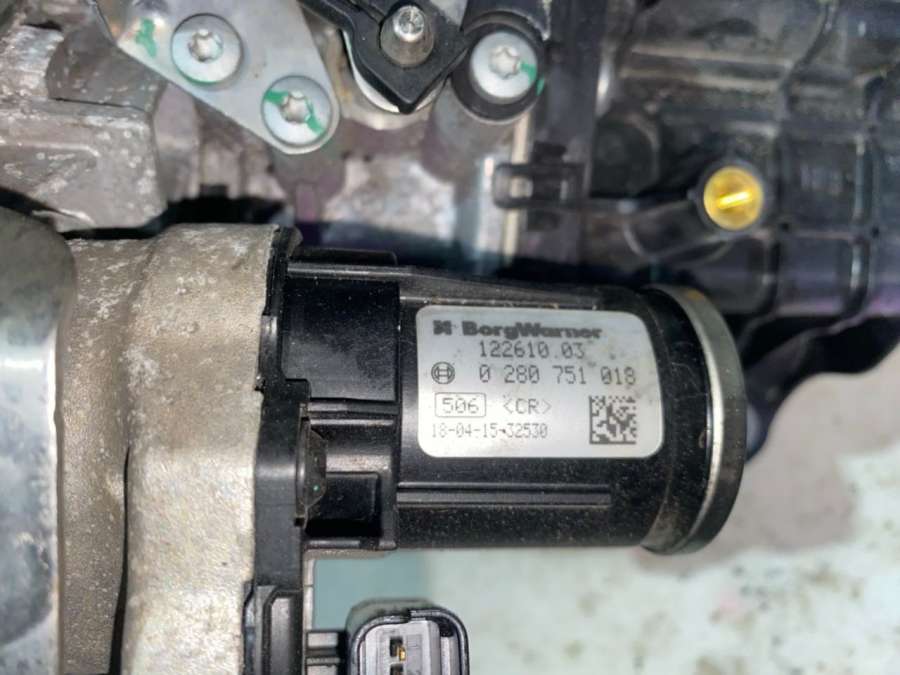 BorgWarner
122610.03
0 280 751 018
506 <CR>
18-04-15-32530